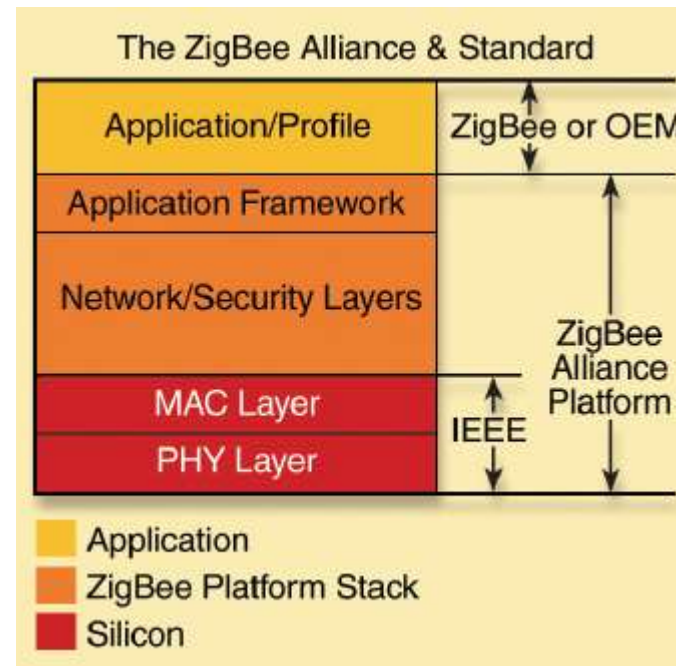 The ZigBee Alliance & Standard
Application/Profile
ZigBee or OEM
Application Framework
Network/Security Layers
ZigBee
Alliance
Platform
MAC Layer
IEEE
PHY Layer
Application
ZigBee Platform Stack
Silicon